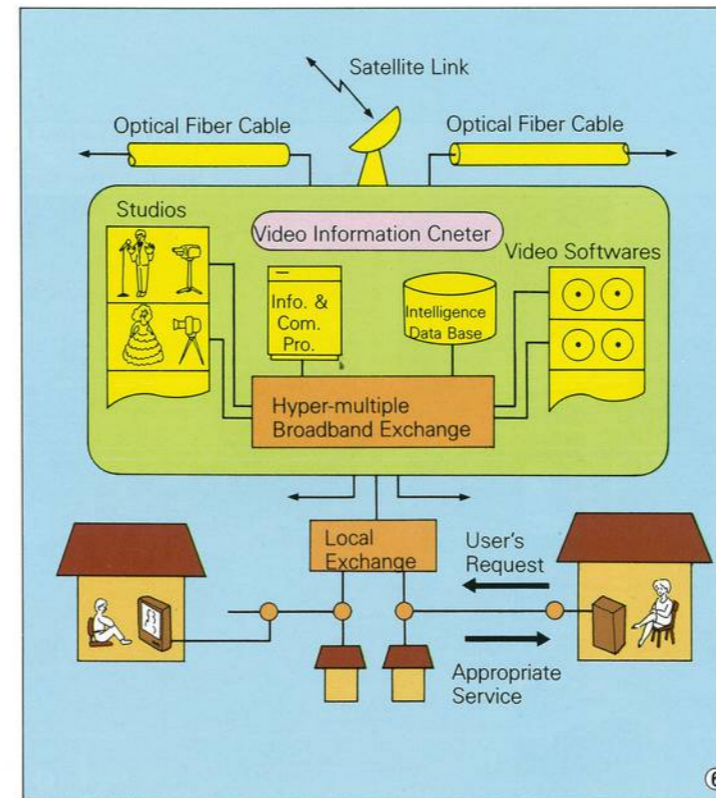 Satellite Link
Optical Fiber Cable
Optical Fiber Cable
Studios
Video Information Cneter
Video Softwares
Info. &
Com.
Pro.
Intelligence
Data Base
Hyper-multiple
Broadband Exchange
Local
Exchange
User's
Request
Appropriate
Service